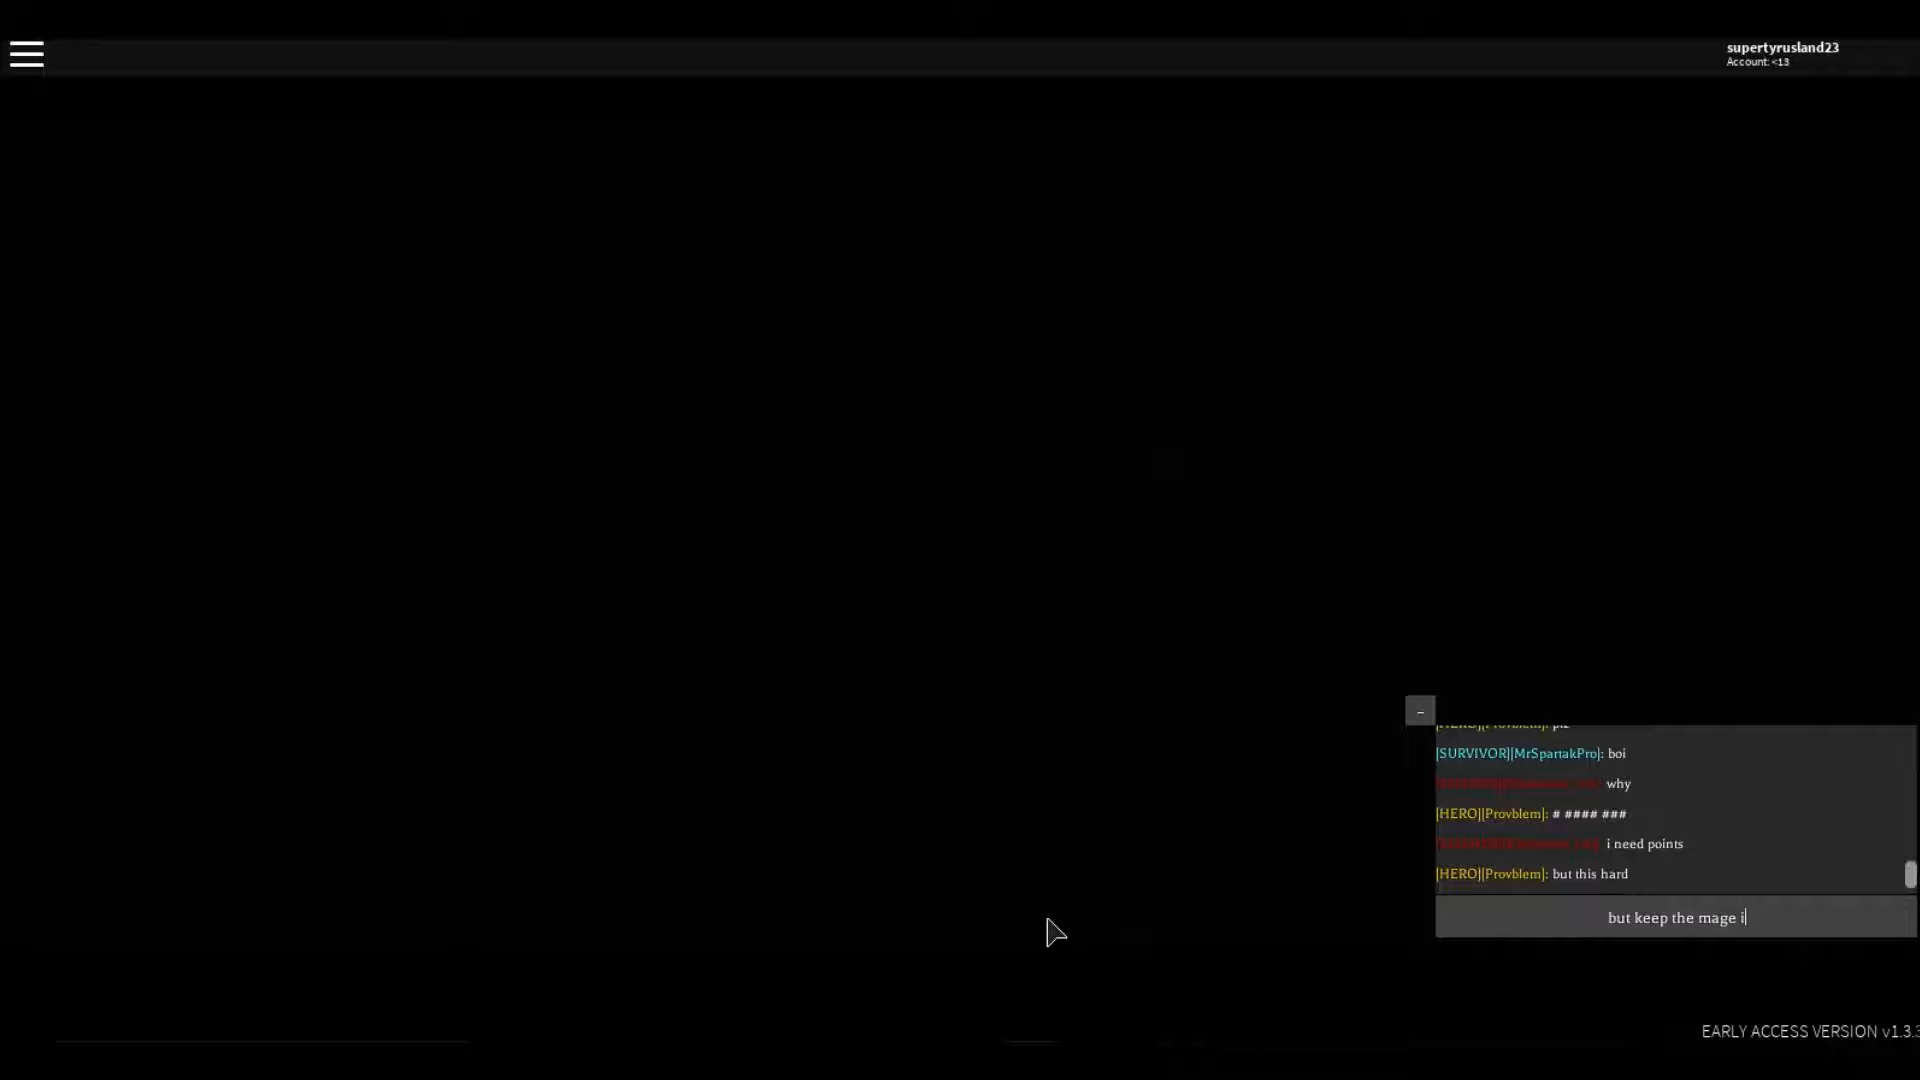 supertyrusland23
Account: <13
-
[SURVIVOR][MrSpartakPro]: boi
why
[HERO][Provblem]: # #### ###
i need points
[HERO][Provblem]: but this hard
but keep the mage i
EARLY ACCESS VERSION v1.3.3